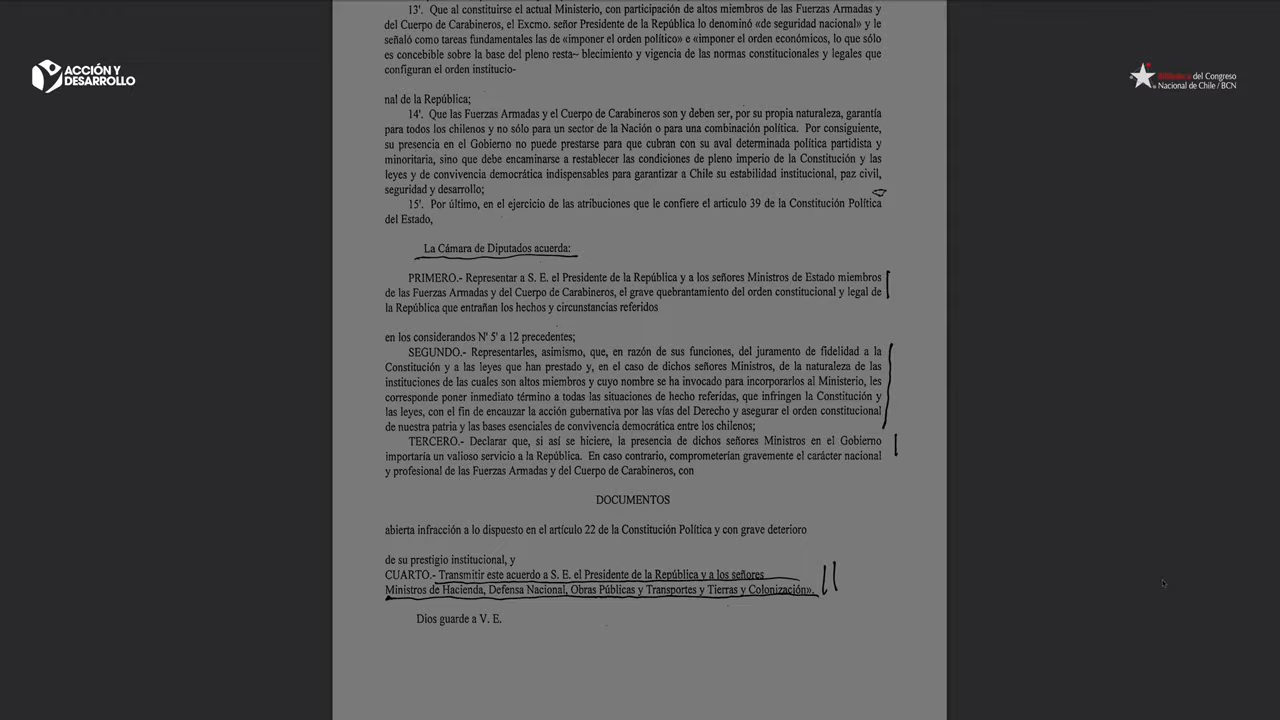 13'. Que al constituirse el actual Ministerio, con participación de altos miembros de las Fuerzas Armadas y
del Cuerpo de Carabineros, el Excmo. señor Presidente de la República lo denominó «de seguridad nacional» y le
señaló como tareas fundamentales las de «imponer el orden político» e «imponer el orden económicos, lo que sólo
es concebible sobre la base del pleno resta~ blecimiento y vigencia de las normas constitucionales y legales que
configuran el orden institucio-
ACCIÓN Y
DESARROLLO
Biblioteca del Congreso
Nacional de Chile / BCN
nal de la República;
14'. Que las Fuerzas Armadas y el Cuerpo de Carabineros son y deben ser, por su propia naturaleza, garantía
para todos los chilenos y no sólo para un sector de la Nación o para una combinación política. Por consiguiente,
su presencia en el Gobierno no puede prestarse para que cubran con su aval determinada política partidista y
minoritaria, sino que debe encaminarse a restablecer las condiciones de pleno imperio de la Constitución y las
leyes y de convivencia democrática indispensables para garantizar a Chile su estabilidad institucional, paz civil,
seguridad y desarrollo;
15'. Por último, en el ejercicio de las atribuciones que le confiere el articulo 39 de la Constitución Política
del Estado,
La Cámara de Diputados acuerda:
PRIMERO.- Representar a S. E. el Presidente de la República y a los señores Ministros de Estado miembros
de las Fuerzas Armadas y del Cuerpo de Carabineros, el grave quebrantamiento del orden constitucional y legal de
la República que entrañan los hechos y circunstancias referidos
en los considerandos Nº 5' a 12 precedentes;
SEGUNDO.- Representarles, asimismo, que, en razón de sus funciones, del juramento de fidelidad a la
Constitución y a las leyes que han prestado y, en el caso de dichos señores Ministros, de la naturaleza de las
instituciones de las cuales son altos miembros y cuyo nombre se ha invocado para incorporarlos al Ministerio, les
corresponde poner inmediato término a todas las situaciones de hecho referidas, que infringen la Constitución y
las leyes, con el fin de encauzar la acción gubernativa por las vías del Derecho y asegurar el orden constitucional
de nuestra patria y las bases esenciales de convivencia democrática entre los chilenos;
TERCERO.- Declarar que, si así se hiciere, la presencia de dichos señores Ministros en el Gobierno
importaría un valioso servicio a la República. En caso contrario, comprometerían gravemente el carácter nacional
y profesional de las Fuerzas Armadas y del Cuerpo de Carabineros, con
DOCUMENTOS
abierta infracción a lo dispuesto en el artículo 22 de la Constitución Política y con grave deterioro
de su prestigio institucional, y
CUARTO.- Transmitir este acuerdo a S. E. el Presidente de la República y a los señores
Ministros de Hacienda, Defensa Nacional, Obras Públicas y Transportes y Tierras y Colonización».
Dios guarde a V. E.